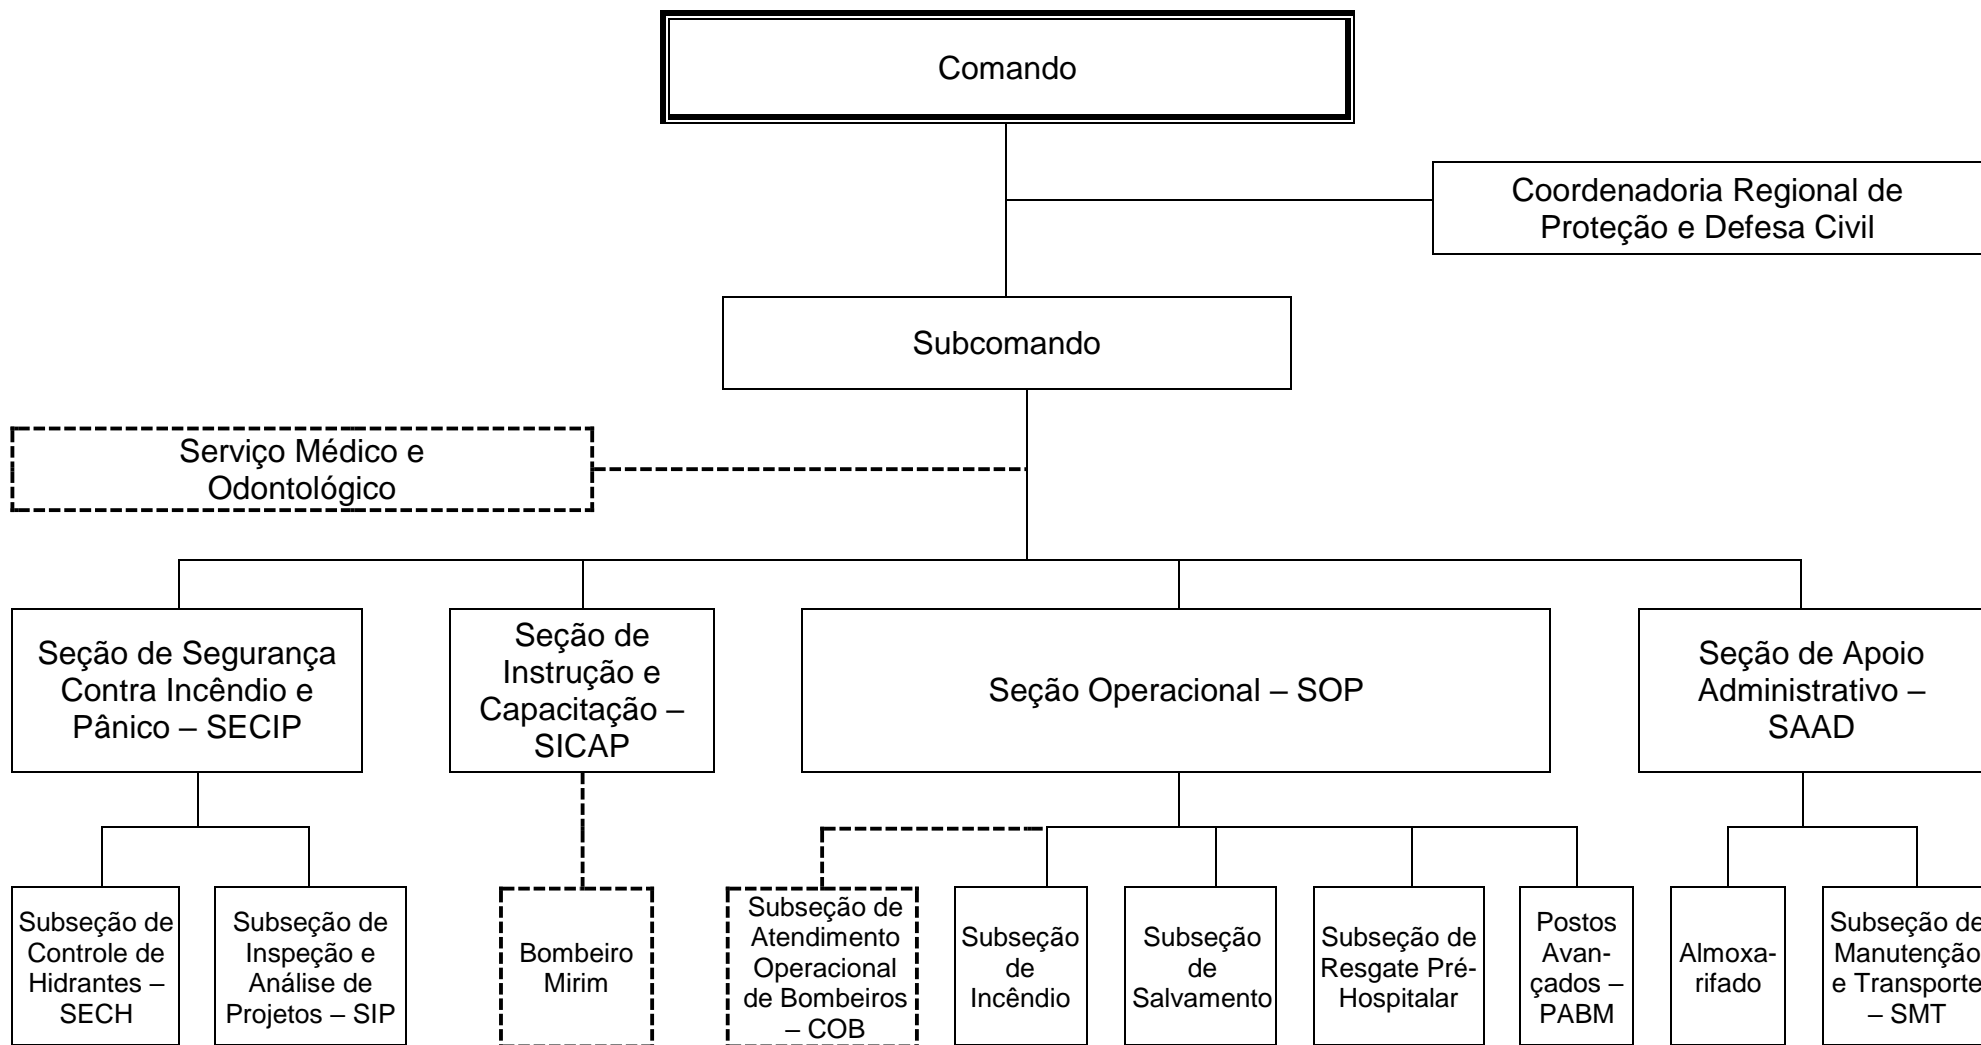 Comando
Coordenadoria Regional de
Proteção e Defesa Civil
Subcomando
Serviço Médico e
Odontológico
Seção de Segurança
Contra Incêndio e
Pânico – SECIP
Seção de
Instrução e
Capacitação –
SICAP
Seção Operacional – SOP
Seção de Apoio
Administrativo –
SAAD
Subseção de
Controle de
Hidrantes –
SECH
Subseção de
Inspeção e
Análise de
Projetos – SIP
Bombeiro
Mirim
Subseção de
Atendimento
Operacional
de Bombeiros
– COB
Subseção
de
Incêndio
Subseção
de
Salvamento
Subseção de
Resgate Pré-
Hospitalar
Postos
Avan-
çados –
PABM
Almoxa-
rifado
Subseção de
Manutenção
e Transporte
– SMT